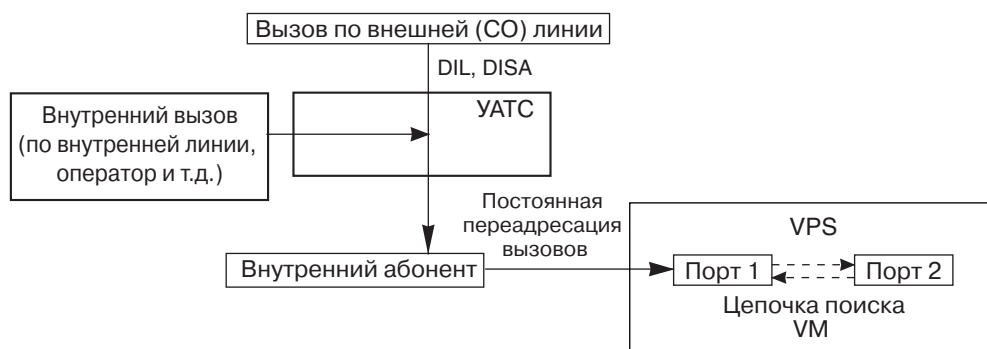 Вызов по внешней (CO) линии
DIL, DISA
УАТС
Внутренний вызов
(по внутренней линии,
оператор и т.д.)
Постоянная
переадресация
вызовов
Внутренний абонент
VPS
Порт 1
Порт 2
Цепочка поиска
VM